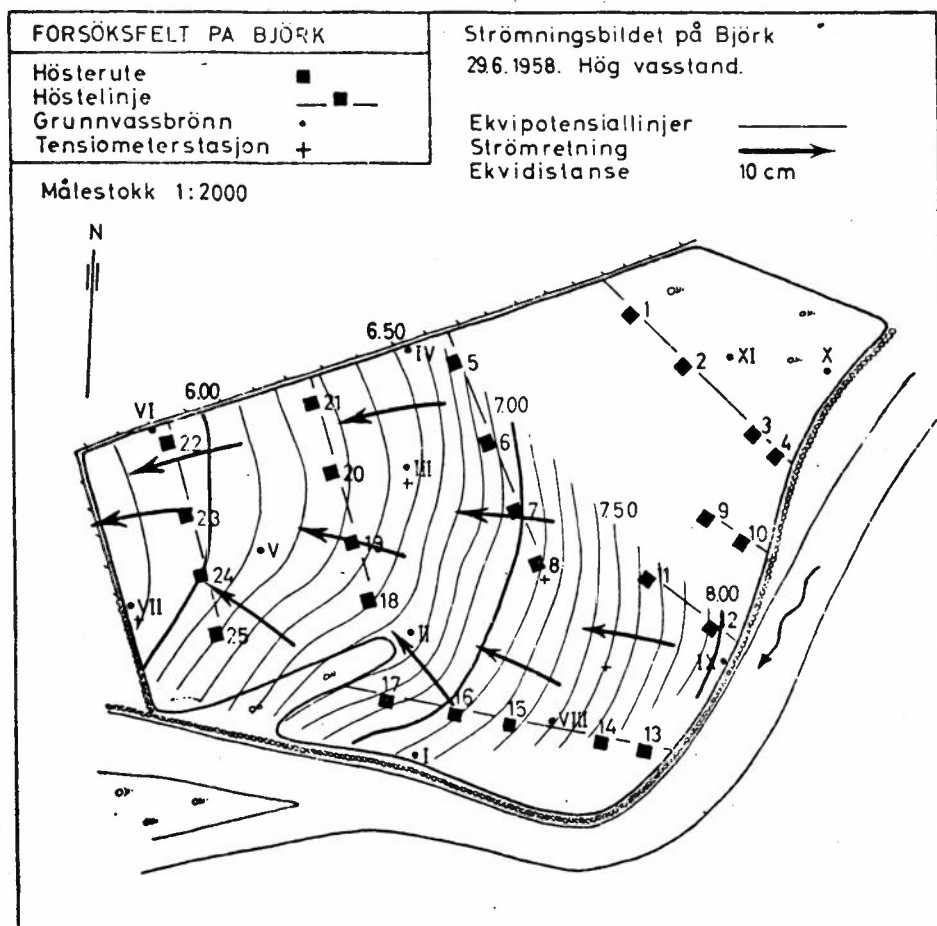 FORSÖKSFELT PA BJÖRK
Hösterute
Höstelinje
Grunnvassbrönn
Tensiometerstasjon
Målestokk 1:2000
Strömningsbildet på Björk
29.6.1958. Hög vasstand.
Ekvipotensiallinjer
Strömretning
Ekvidistanse 10 cm
N
1
6.50
IV
5
2
XI
X
6.00
VI
21
7.00
22
6
3
4
20
III
23
7
7.50
9
10
V
19
8
24
1
8.00
VII
18
12
25
II
IX
17
16
15
VIII
14
13
I